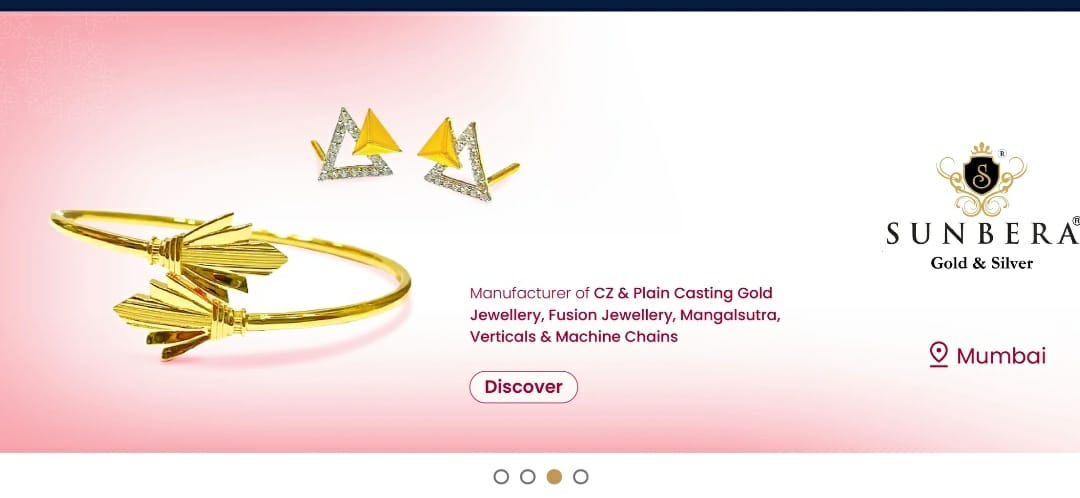 Manufacturer of CZ & Plain Casting Gold
Jewellery, Fusion Jewellery, Mangalsutra,
Verticals & Machine Chains
Discover
S ®
SUNBERA®
Gold & Silver
Mumbai